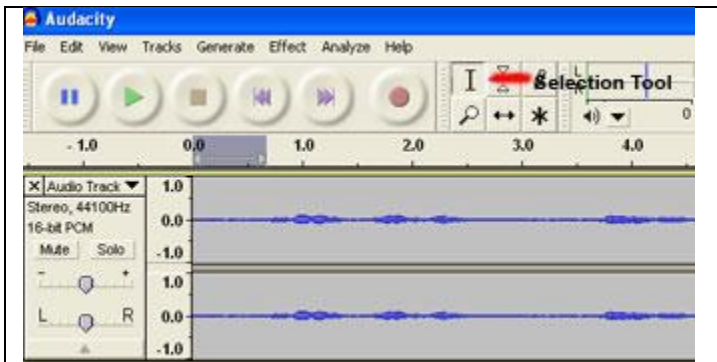 Audacity
File Edit View Tracks Generate Effect Analyze Help
Selection Tool
L
R
0
- 1.0 0.0 1.0 2.0 3.0 4.0
X Audio Track 1.0
Stereo, 44100Hz
16-bit PCM 0.0
Mute Solo -1.0
- + 1.0
L R 0.0
-1.0